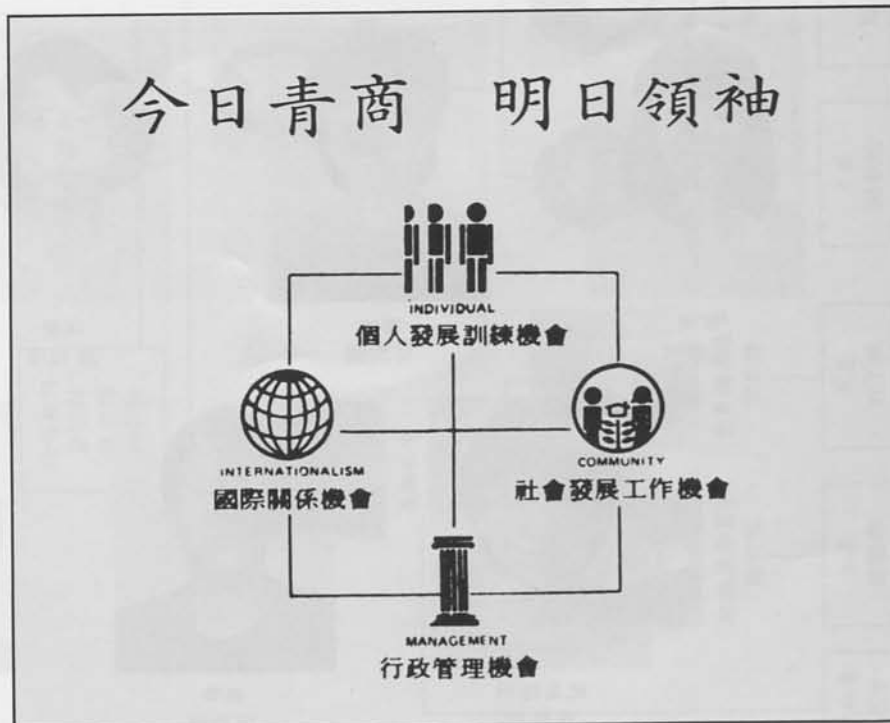 今日青商 明日領袖
INDIVIDUAL
個人發展訓練機會
INTERNATIONALISM
國際關係機會
COMMUNITY
社會發展工作機會
MANAGEMENT
行政管理機會